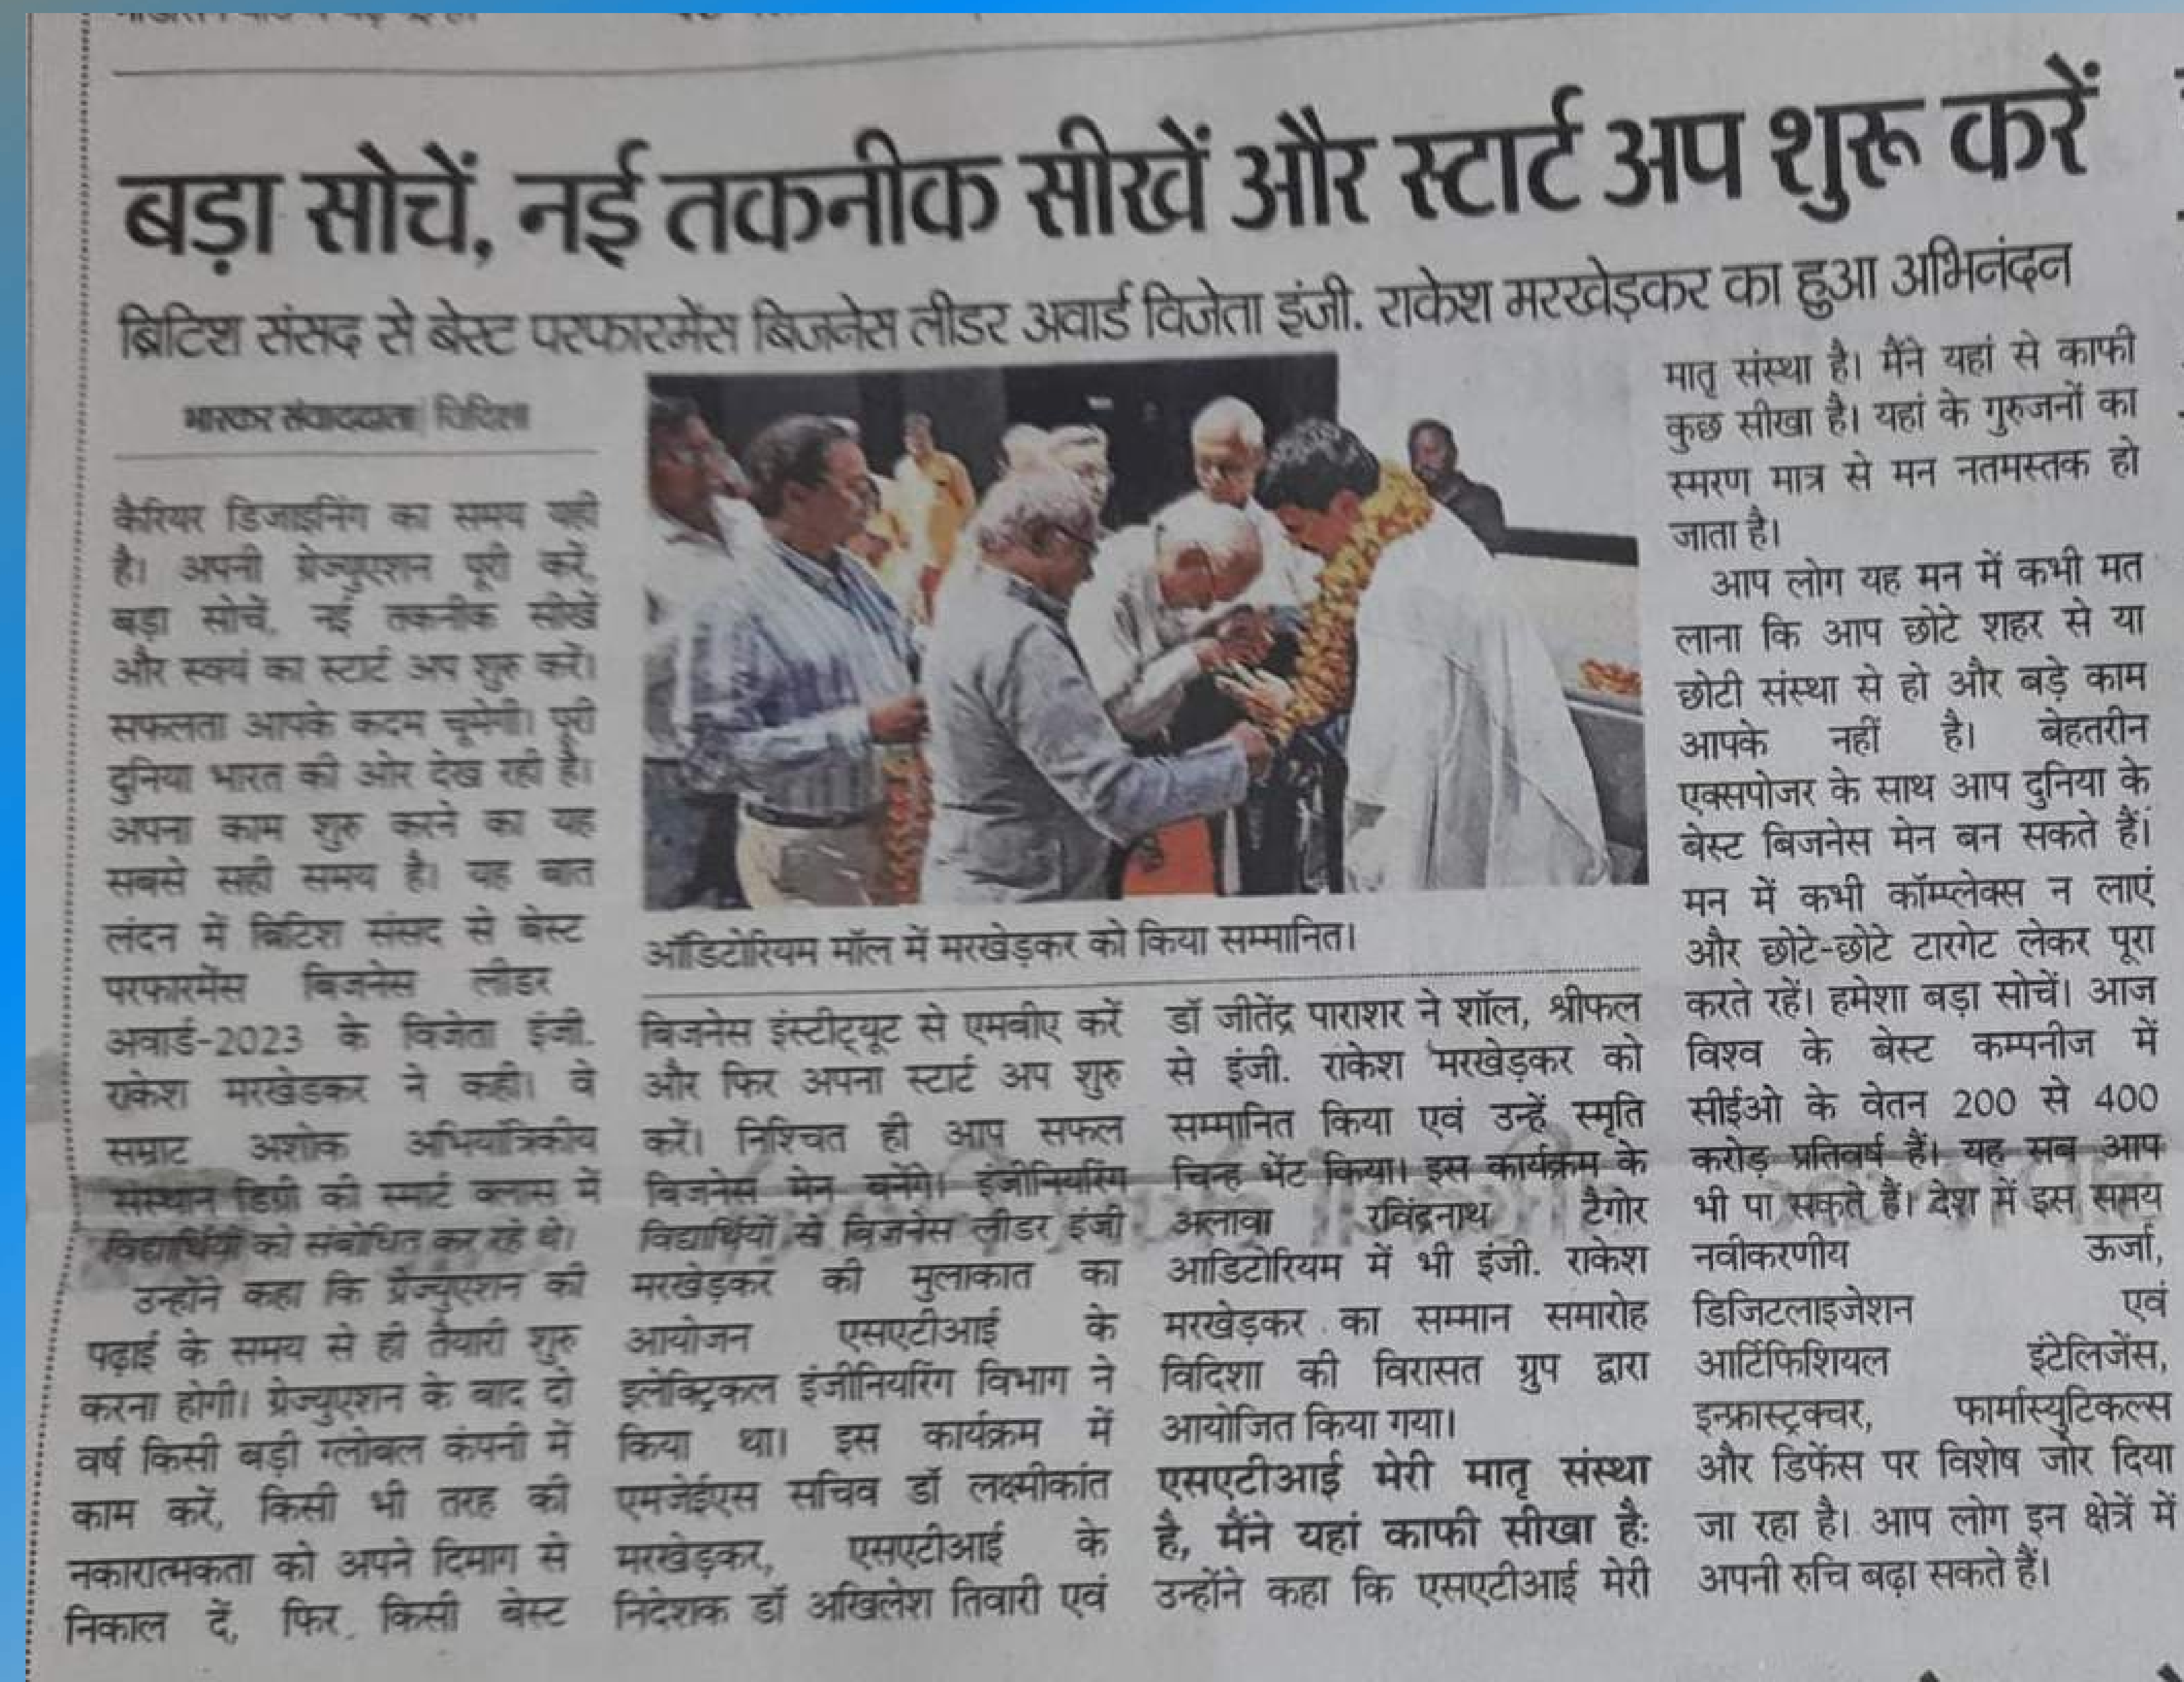 बड़ा सोचें, नई तकनीक सीखें और स्टार्ट अप शुरू करें
ब्रिटिश संसद से बेस्ट परफारमेंस बिजनेस लीडर अवार्ड विजेता इंजी. राकेश मरखेड़कर का हुआ अभिनंदन
भास्कर संवाददाता | विदिशा
कैरियर डिजाइनिंग का समय यही
है। अपनी ग्रेज्युएशन पूरी करें,
बड़ा सोचें, नई तकनीक सीखें
और स्वयं का स्टार्ट अप शुरु करें।
सफलता आपके कदम चूमेगी। पूरी
दुनिया भारत की ओर देख रही है।
अपना काम शुरु करने का यह
सबसे सही समय है। यह बात
लंदन में ब्रिटिश संसद से बेस्ट
परफारमेंस बिजनेस लीडर
अवार्ड-2023 के विजेता इंजी.
राकेश मरखेडकर ने कही। वे
सम्राट अशोक अभियांत्रिकीय
संस्थान डिग्री की स्मार्ट क्लास में
विद्यार्थियों को संबोधित कर रहे थे।
उन्होंने कहा कि ग्रेज्युएशन की
पढ़ाई के समय से ही तैयारी शुरु
करना होगी। ग्रेज्युएशन के बाद दो
वर्ष किसी बड़ी ग्लोबल कंपनी में
काम करें, किसी भी तरह की
नकारात्मकता को अपने दिमाग से
निकाल दें, फिर किसी बेस्ट
ऑडिटोरियम मॉल में मरखेड़कर को किया सम्मानित।
बिजनेस इंस्टीट्यूट से एमबीए करें
और फिर अपना स्टार्ट अप शुरु
करें। निश्चित ही आप सफल
बिजनेस मेन बनेंगे। इंजीनियरिंग
विद्यार्थियों से बिजनेस लीडर इंजी
मरखेड़कर की मुलाकात का
आयोजन एसएटीआई के
इलेक्ट्रिकल इंजीनियरिंग विभाग ने
किया था। इस कार्यक्रम में
एमजेईएस सचिव डॉ लक्ष्मीकांत
मरखेड़कर, एसएटीआई के
निदेशक डॉ अखिलेश तिवारी एवं
डॉ जीतेंद्र पाराशर ने शॉल, श्रीफल
से इंजी. राकेश मरखेड़कर को
सम्मानित किया एवं उन्हें स्मृति
चिन्ह भेंट किया। इस कार्यक्रम के
अलावा रविंद्रनाथ टैगोर
आडिटोरियम में भी इंजी. राकेश
मरखेड़कर का सम्मान समारोह
विदिशा की विरासत ग्रुप द्वारा
आयोजित किया गया।
एसएटीआई मेरी मातृ संस्था
है, मैंने यहां काफी सीखा है:
उन्होंने कहा कि एसएटीआई मेरी
मातृ संस्था है। मैंने यहां से काफी
कुछ सीखा है। यहां के गुरुजनों का
स्मरण मात्र से मन नतमस्तक हो
जाता है।
आप लोग यह मन में कभी मत
लाना कि आप छोटे शहर से या
छोटी संस्था से हो और बड़े काम
आपके नहीं है। बेहतरीन
एक्सपोजर के साथ आप दुनिया के
बेस्ट बिजनेस मेन बन सकते हैं।
मन में कभी कॉम्प्लेक्स न लाएं
और छोटे-छोटे टारगेट लेकर पूरा
करते रहें। हमेशा बड़ा सोचें। आज
विश्व के बेस्ट कम्पनीज में
सीईओ के वेतन 200 से 400
करोड़ प्रतिवर्ष हैं। यह सब आप
भी पा सकते हैं। देश में इस समय
नवीकरणीय ऊर्जा,
डिजिटलाइजेशन एवं
आर्टिफिशियल इंटेलिजेंस,
इन्फ्रास्ट्रक्चर, फार्मास्युटिकल्स
और डिफेंस पर विशेष जोर दिया
जा रहा है। आप लोग इन क्षेत्रें में
अपनी रुचि बढ़ा सकते हैं।